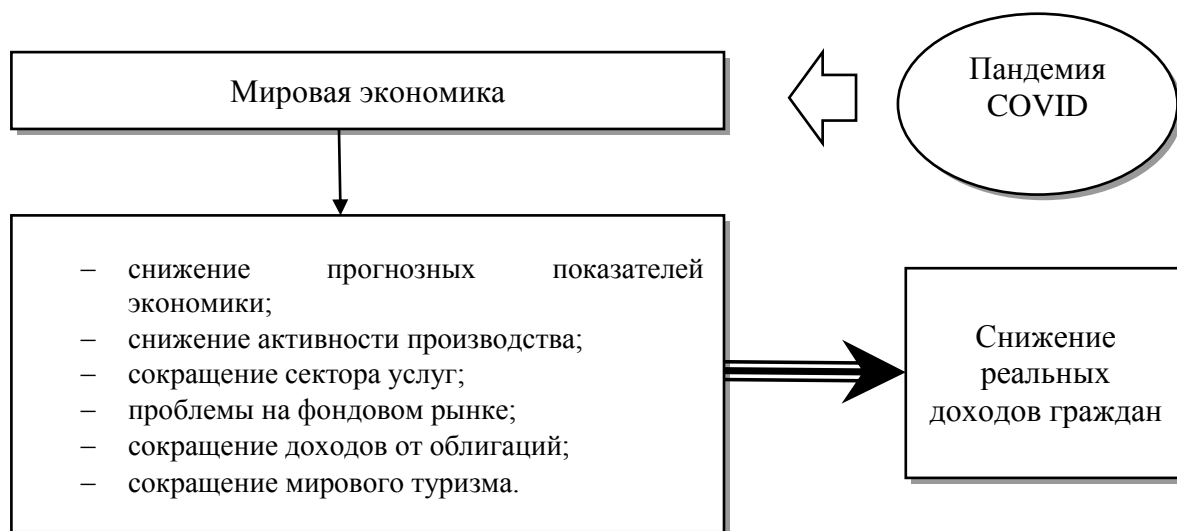 Мировая экономика
Пандемия
COVID
– снижение прогнозных показателей
экономики;
– снижение активности производства;
– сокращение сектора услуг;
– проблемы на фондовом рынке;
– сокращение доходов от облигаций;
– сокращение мирового туризма.
Снижение
реальных
доходов граждан